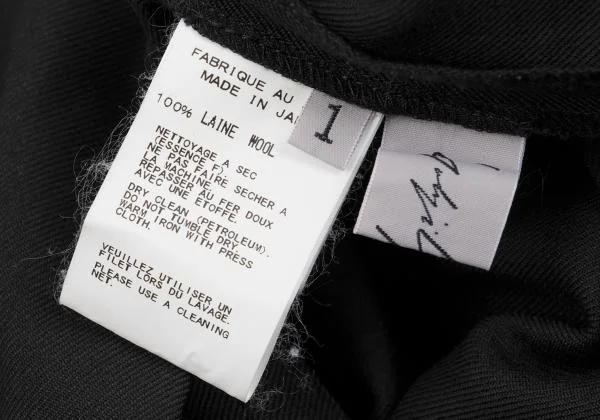 FABRIQUE AU
MADE IN JA
100% LAINE WOOL
1
NETTOYAGE A SEC
(ESSENCE F).
NE PAS FAIRE SECHER A
LA MACHINE.
REPASSER AU FER DOUX
AVEC UNE ETOFFE.
DRY CLEAN (PETROLEUM).
DO NOT TUMBLE DRY.
WARM IRON WITH PRESS
CLOTH.
VEUILLEZ UTILISER UN
FILET LORS DU LAVAGE.
PLEASE USE A CLEANING
NET.